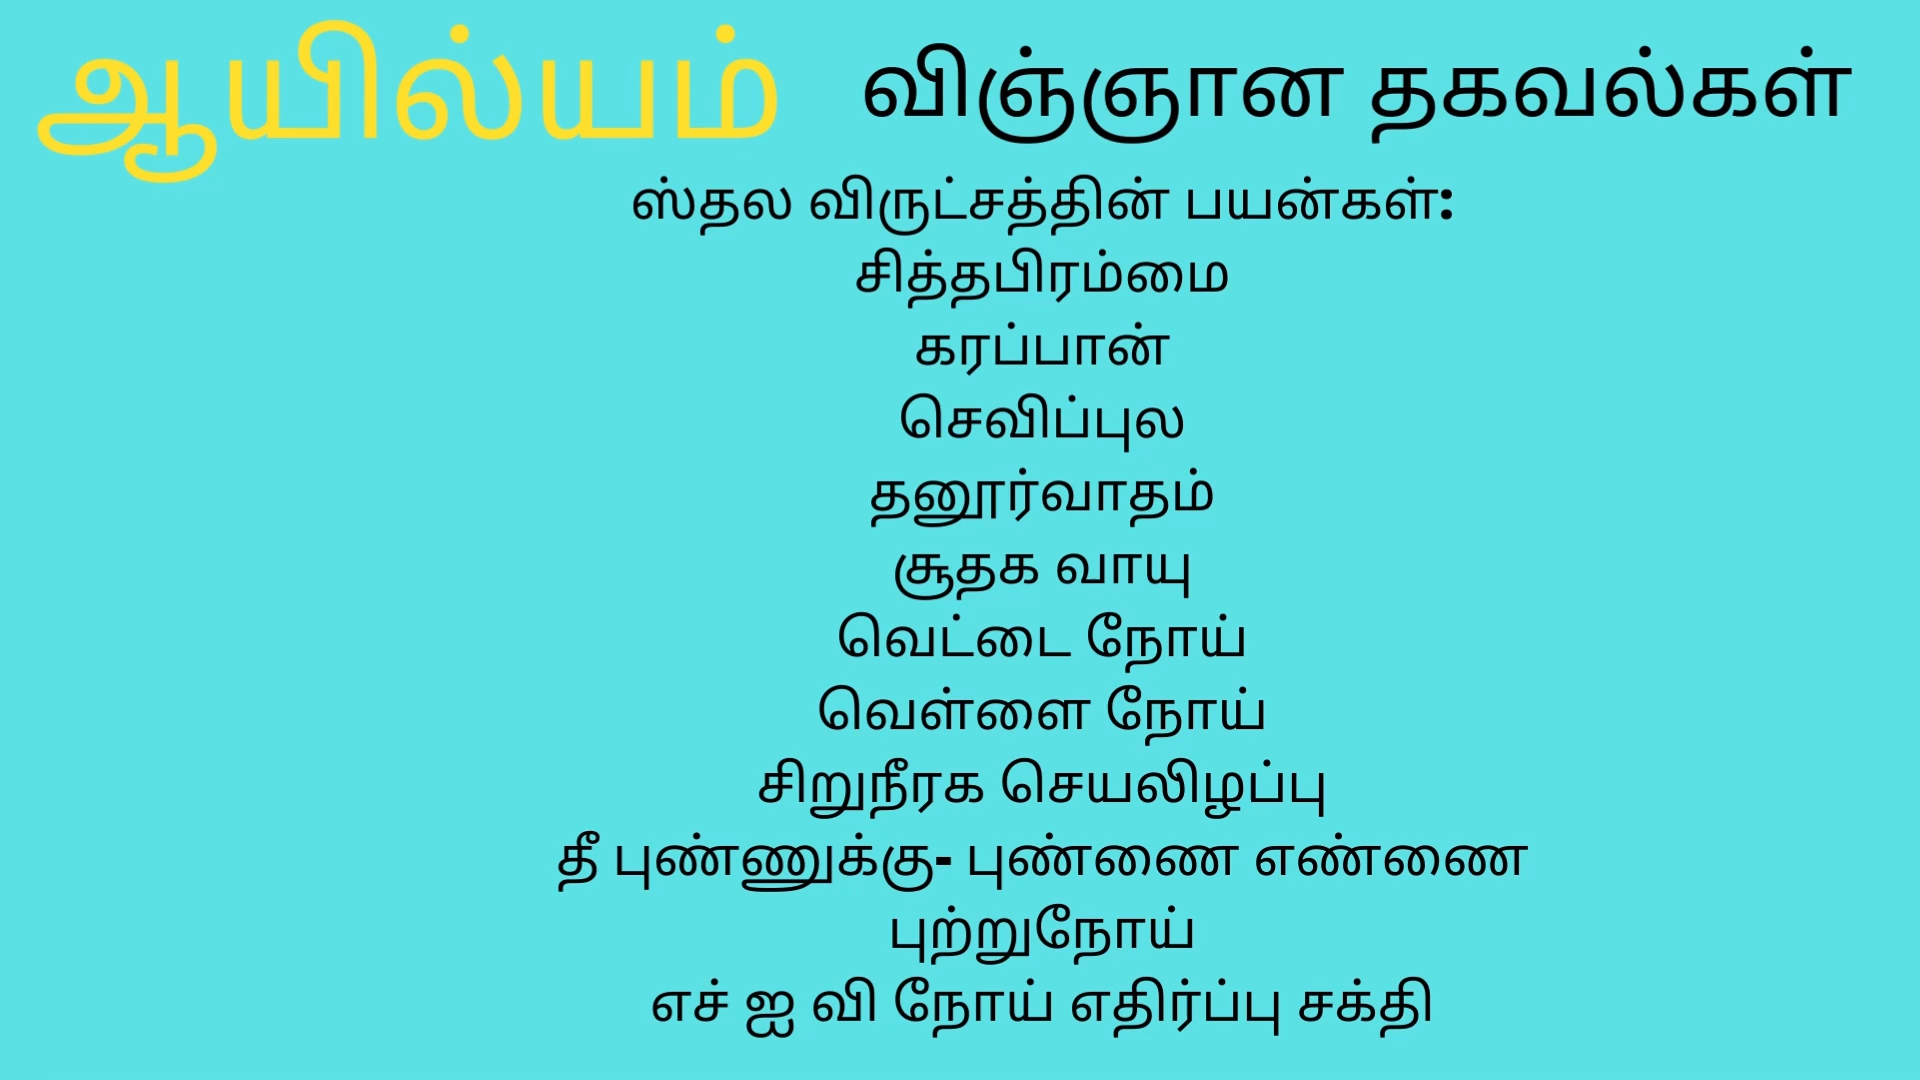 ஆயில்யம் விஞ்ஞான தகவல்கள்
ஸ்தல விருட்சத்தின் பயன்கள்:
சித்தபிரம்மை
கரப்பான்
செவிப்புல
தனூர்வாதம்
சூதக வாயு
வெட்டை நோய்
வெள்ளை நோய்
சிறுநீரக செயலிழப்பு
தீ புண்ணுக்கு- புண்ணை எண்ணை
புற்றுநோய்
எச் ஐ வி நோய் எதிர்ப்பு சக்தி